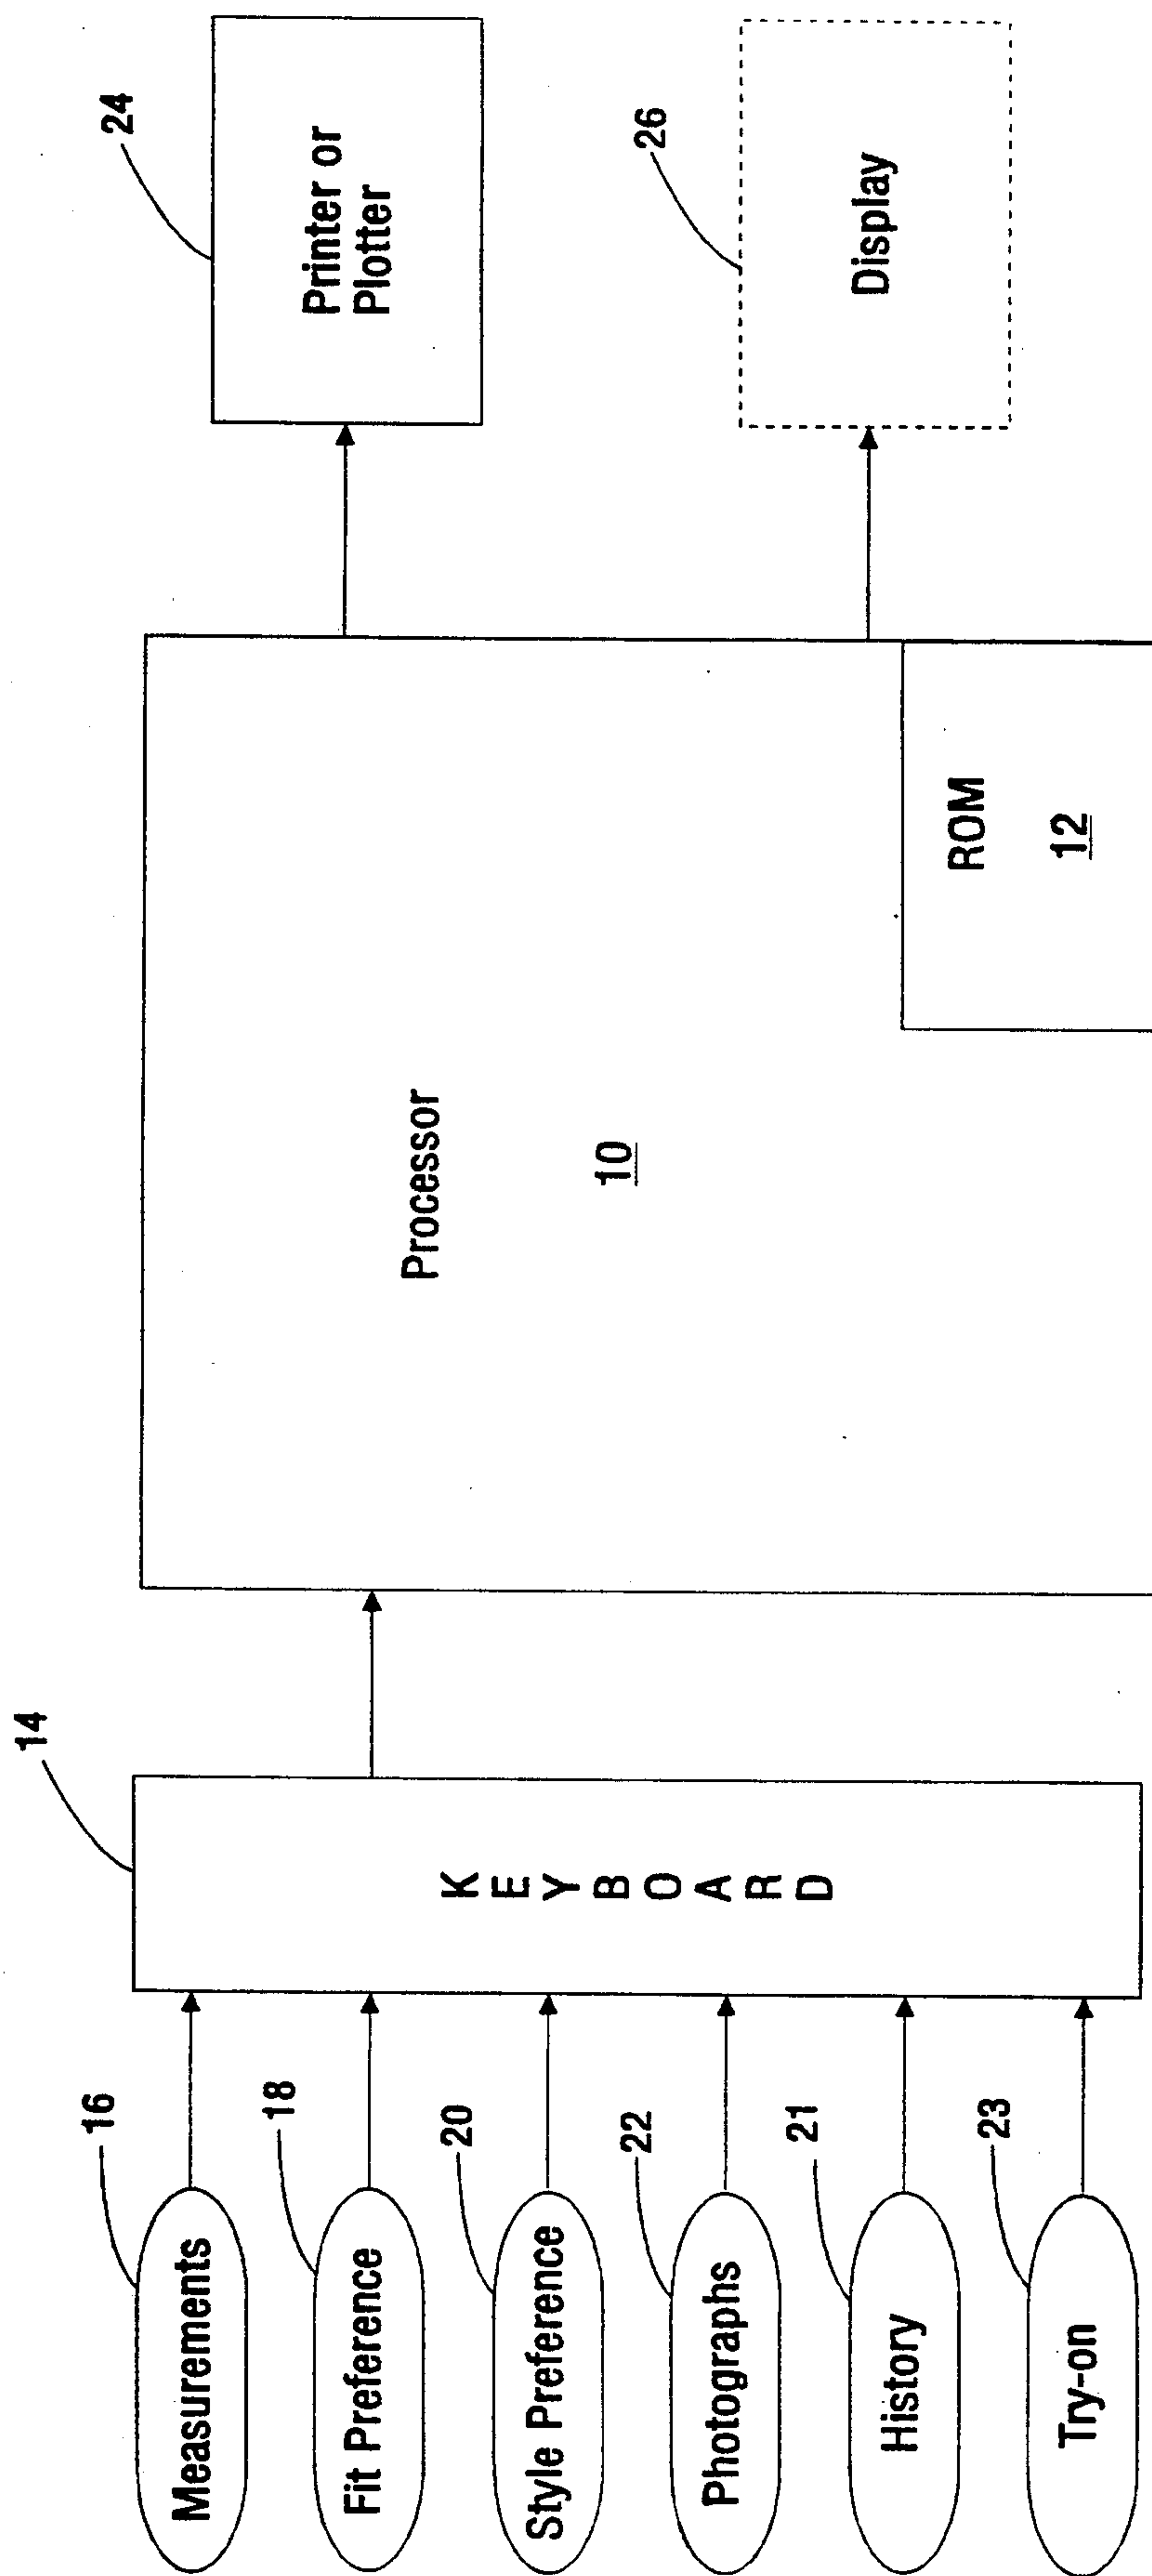 16
Measurements
18
Fit Preference
20
Style Preference
22
Photographs
21
History
23
Try-on
14
KEYBOARD
Processor
10
ROM
12
24
Printer or
Plotter
26
Display